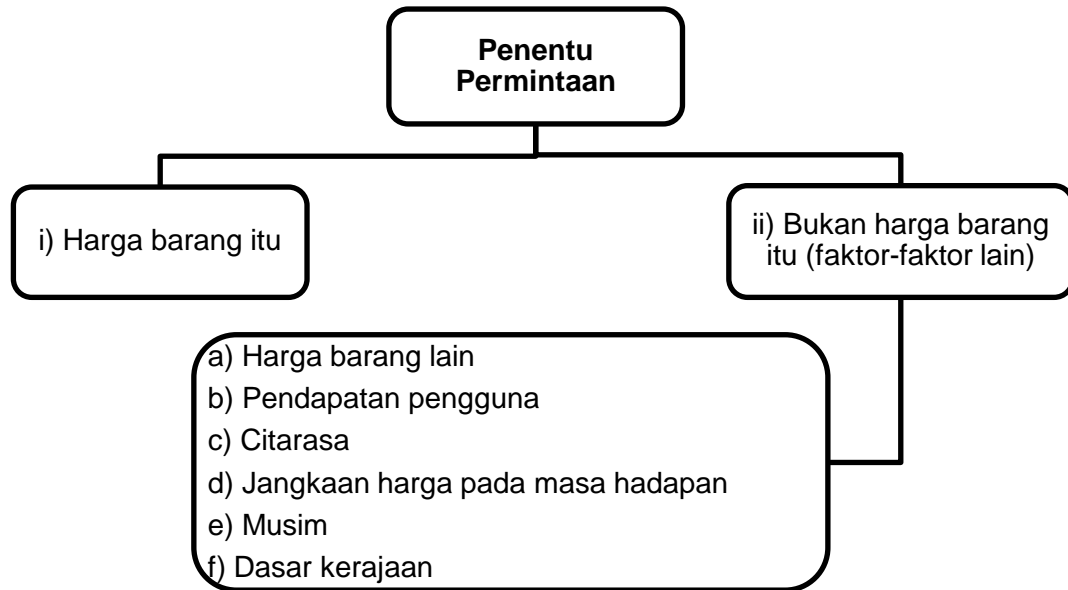 Penentu
Permintaan
i) Harga barang itu
ii) Bukan harga barang
itu (faktor-faktor lain)
a) Harga barang lain
b) Pendapatan pengguna
c) Citarasa
d) Jangkaan harga pada masa hadapan
e) Musim
f) Dasar kerajaan